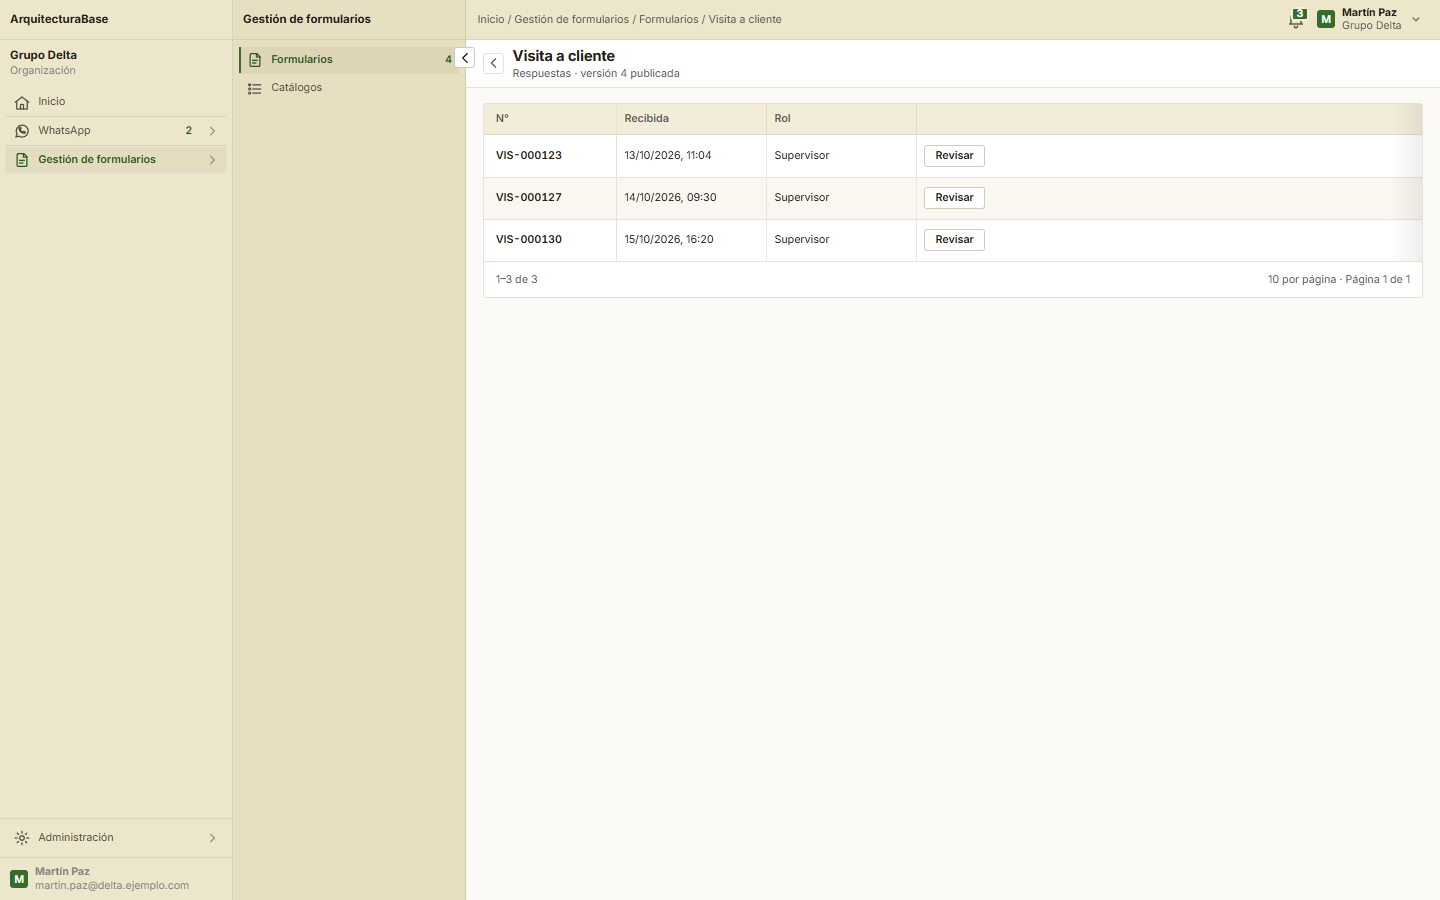 ArquitecturaBase
Grupo Delta
Organización
Inicio
WhatsApp 2
Gestión de formularios
Administración
Martín Paz
martin.paz@delta.ejemplo.com
Gestión de formularios
Formularios 4
Catálogos
Inicio / Gestión de formularios / Formularios / Visita a cliente
3
M
Martín Paz
Grupo Delta
Visita a cliente
Respuestas · versión 4 publicada
N° Recibida Rol
VIS-000123 13/10/2026, 11:04 Supervisor Revisar
VIS-000127 14/10/2026, 09:30 Supervisor Revisar
VIS-000130 15/10/2026, 16:20 Supervisor Revisar
1–3 de 3 10 por página · Página 1 de 1
M